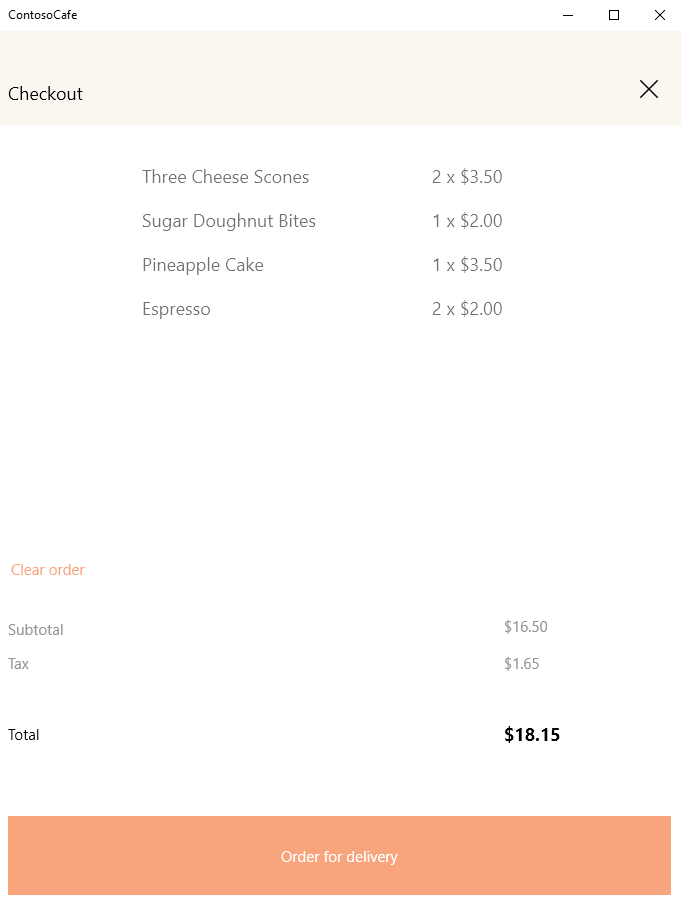 ContosoCafe
Checkout
Three Cheese Scones 2 x $3.50
Sugar Doughnut Bites 1 x $2.00
Pineapple Cake 1 x $3.50
Espresso 2 x $2.00
Clear order
Subtotal $16.50
Tax $1.65
Total $18.15
Order for delivery